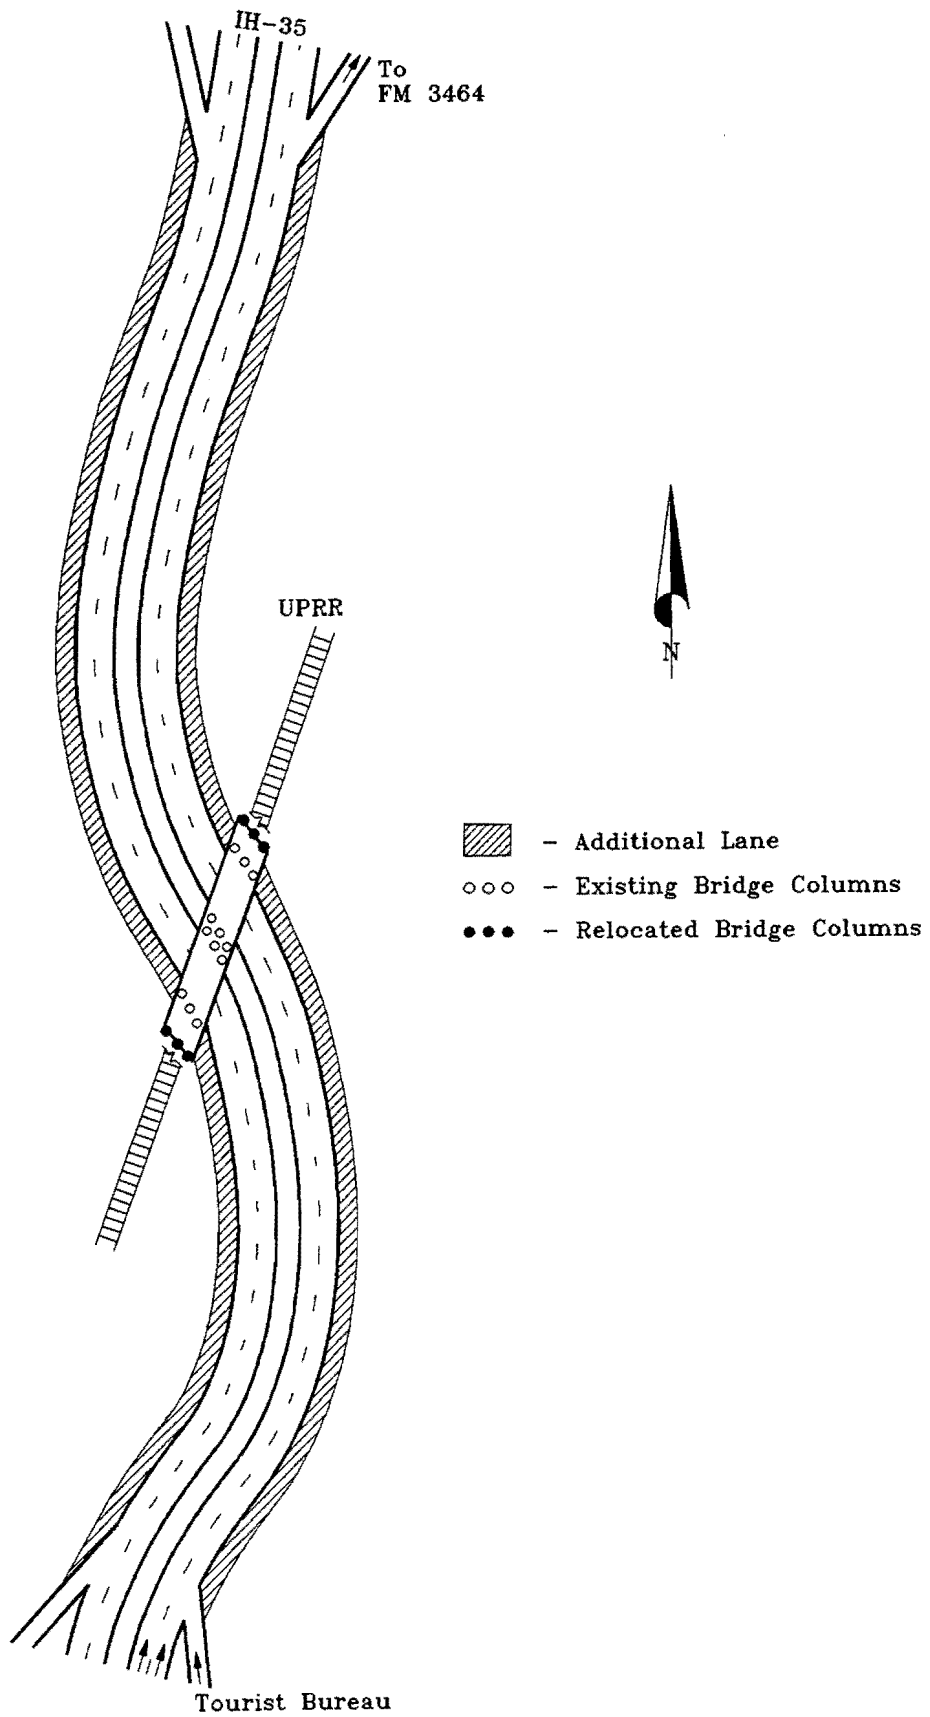 IH-35
To
FM 3464
UPRR
N
- Additional Lane
- Existing Bridge Columns
- Relocated Bridge Columns
Tourist Bureau